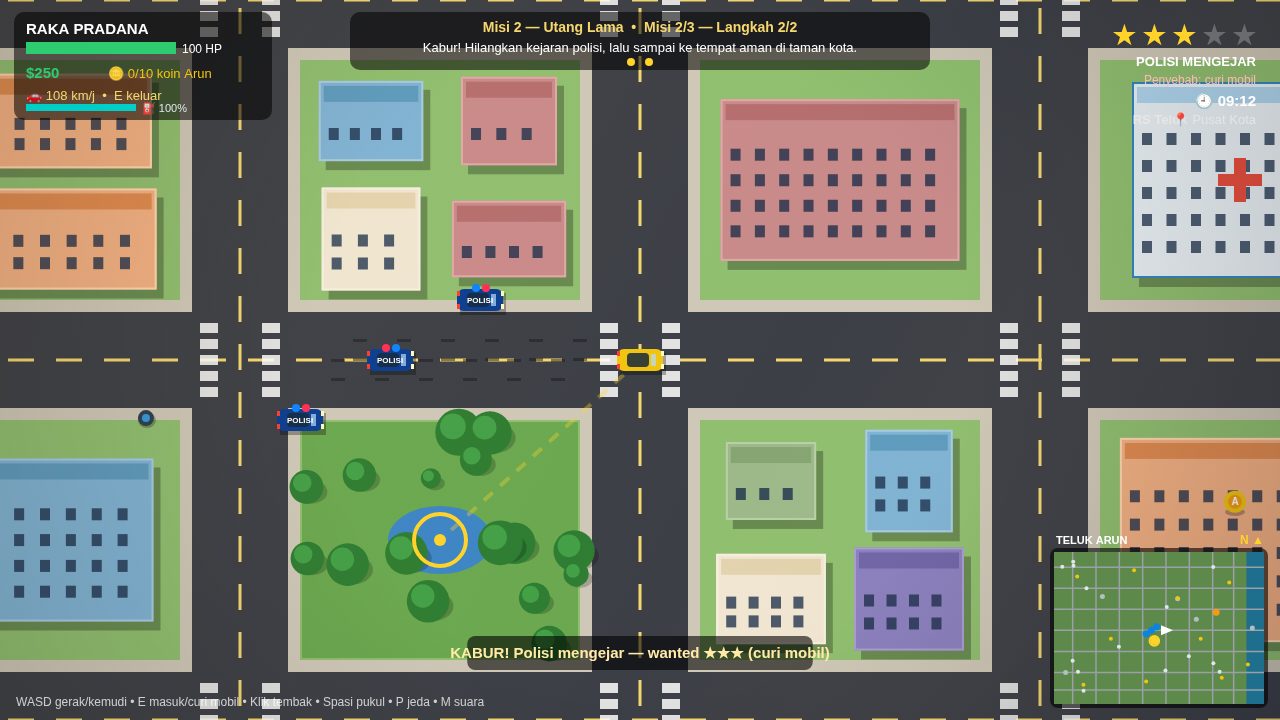 RAKA PRADANA
100 HP
$250
0/10 koin Arun
108 km/j • E keluar
100%
Misi 2 — Utang Lama • Misi 2/3 — Langkah 2/2
Kabur! Hilangkan kejaran polisi, lalu sampai ke tempat aman di taman kota.
★★★★★
POLISI MENGEJAR
Penyebab: curi mobil
09:12
RS Teluk Pusat Kota
POLISI
POLISI
POLISI
A
TELUK ARUN
N ▲
KABUR! Polisi mengejar — wanted ★★★ (curi mobil)
WASD gerak/kemudi • E masuk/curi mobil • Klik tembak • Spasi pukul • P jeda • M suara